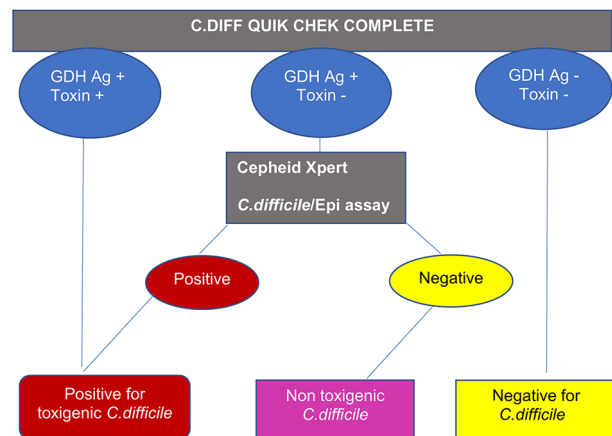 C.DIFF QUIK CHEK COMPLETE
GDH Ag +
Toxin +
GDH Ag +
Toxin -
GDH Ag -
Toxin -
Cepheid Xpert
C.difficile/Epi assay
Positive
Negative
Positive for
toxigenic C.difficile
Non toxigenic
C.difficile
Negative for
C.difficile